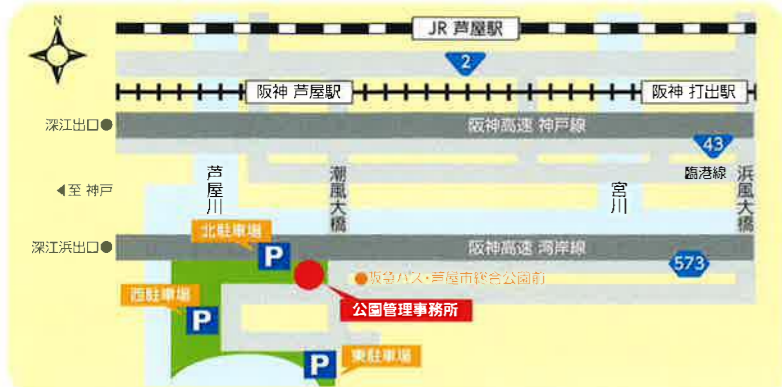 N
JR 芦屋駅
2
阪神 芦屋駅
阪神 打出駅
深江出口●
阪神高速 神戸線
43
臨港線
◀至 神戸
芦屋川
潮風大橋
宮川
浜風大橋
北駐車場
P
深江浜出口●
阪神高速 湾岸線
573
●阪急バス・芦屋市総合公園前
公園管理事務所
西駐車場
P
P
東駐車場